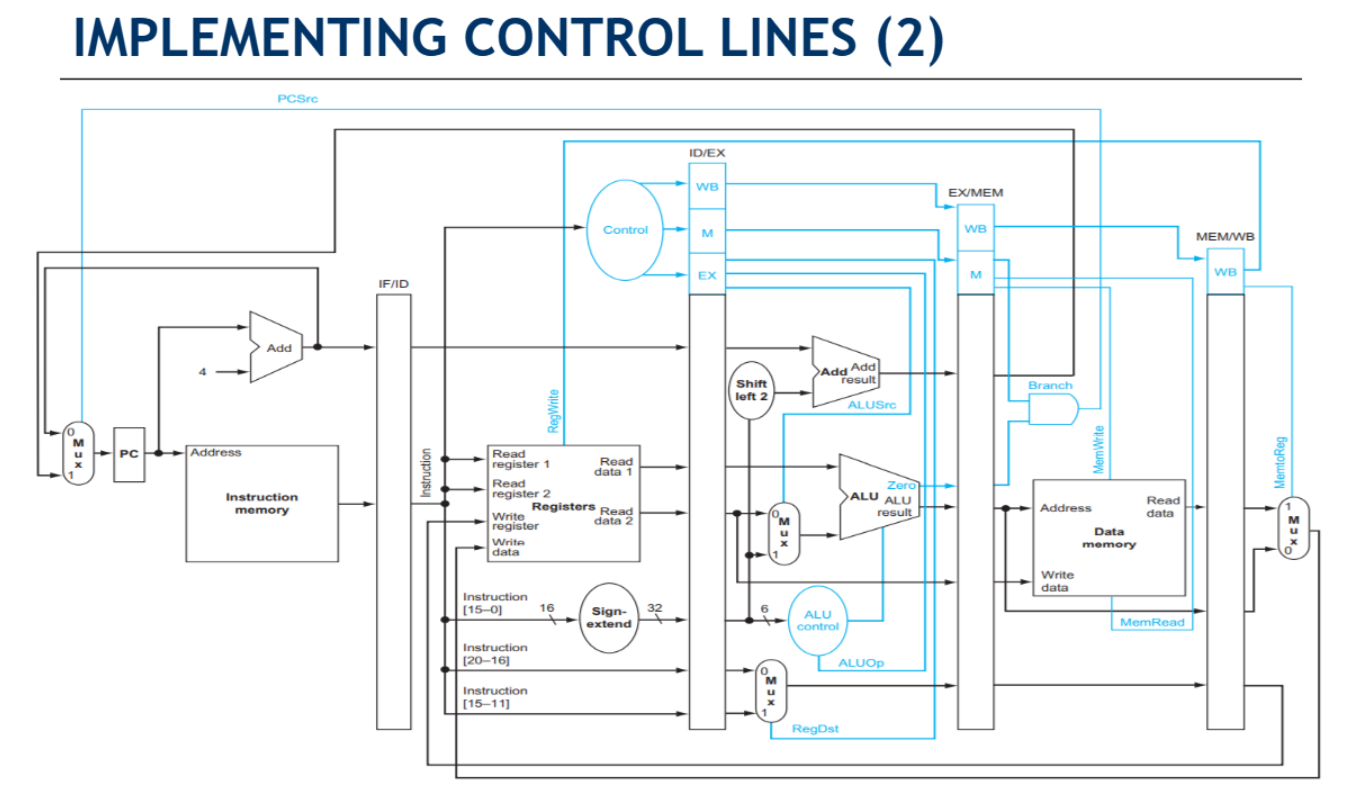 IMPLEMENTING CONTROL LINES (2)
PCSrc
ID/EX
WB
M
EX
Control
EX/MEM
WB
M
MEM/WB
WB
IF/ID
Add
4
0
M
u
x
1
PC
Address
Instruction
memory
Instruction
RegWrite
Read
register 1
Read
register 2
Write
register
Write
data
Registers
Read
data 1
Read
data 2
Shift
left 2
Add
Add
result
ALUSrc
Zero
ALU
ALU
result
0
M
u
x
1
Branch
MemWrite
Address
Read
data
Data
memory
Write
data
MemRead
MemtoReg
1
M
u
x
0
Instruction
[15–0]
16
Sign-
extend
32
6
ALU
control
ALUOp
Instruction
[20–16]
Instruction
[15–11]
0
M
u
x
1
RegDst